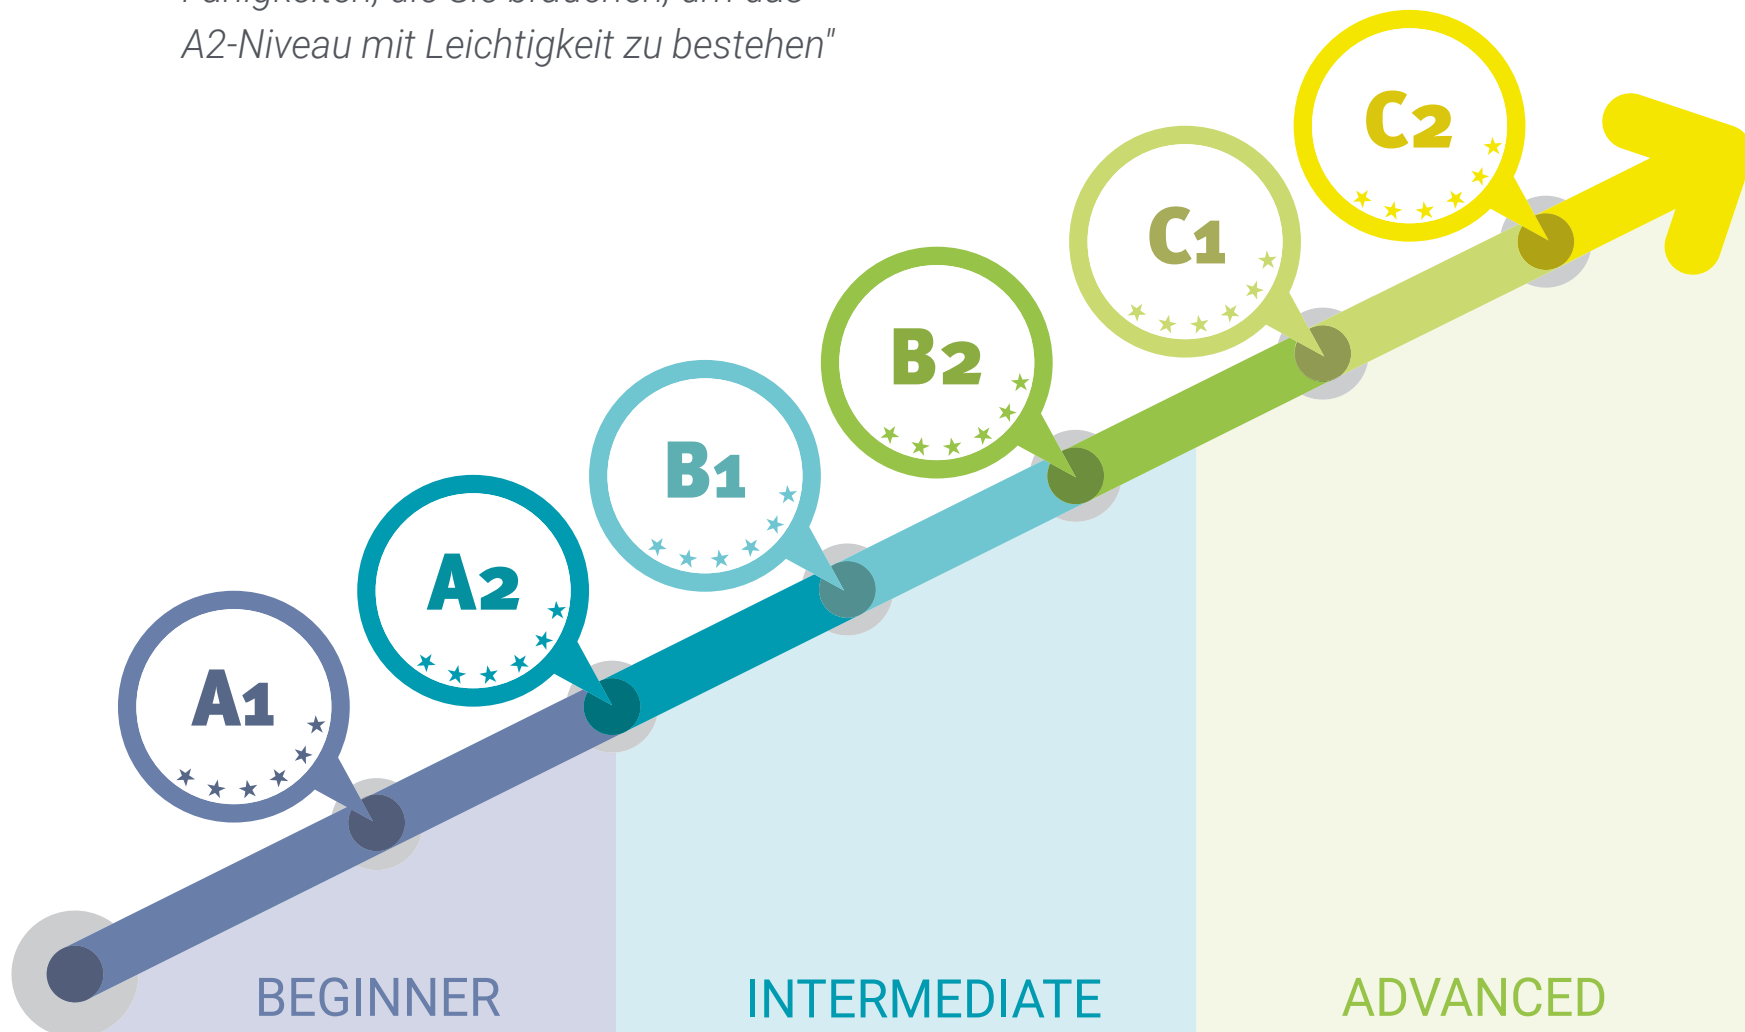 A2-Niveau mit Leichtigkeit zu bestehen"
C2
C1
B2
B1
A2
A1
BEGINNER
INTERMEDIATE
ADVANCED